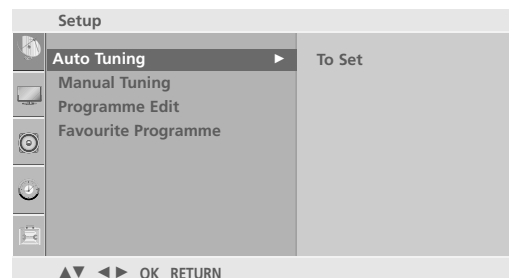 Setup
Auto Tuning ▶ To Set
Manual Tuning
Programme Edit
Favourite Programme
▲▼ ◀▶ OK RETURN